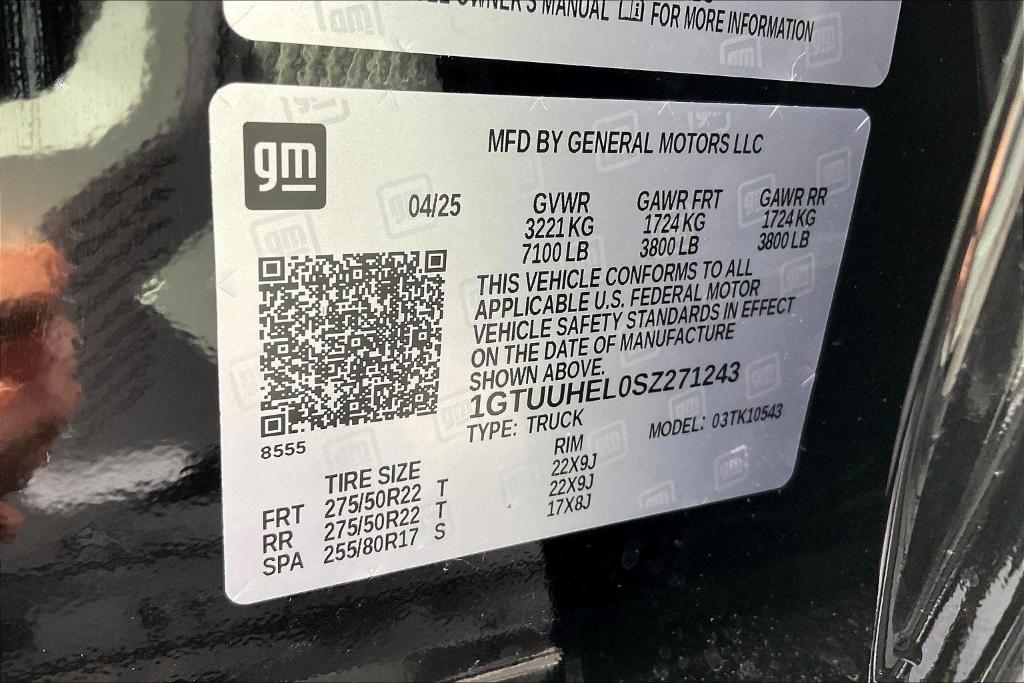 OWNER'S MANUAL FOR MORE INFORMATION
gm
MFD BY GENERAL MOTORS LLC
04/25 GVWR GAWR FRT GAWR RR
3221 KG 1724 KG 1724 KG
7100 LB 3800 LB 3800 LB
THIS VEHICLE CONFORMS TO ALL
APPLICABLE U.S. FEDERAL MOTOR
VEHICLE SAFETY STANDARDS IN EFFECT
ON THE DATE OF MANUFACTURE
SHOWN ABOVE.
1GTUUHEL0SZ271243
TYPE: TRUCK MODEL: 03TK10543
8555
TIRE SIZE RIM
FRT 275/50R22 T 22X9J
RR 275/50R22 T 22X9J
SPA 255/80R17 S 17X8J